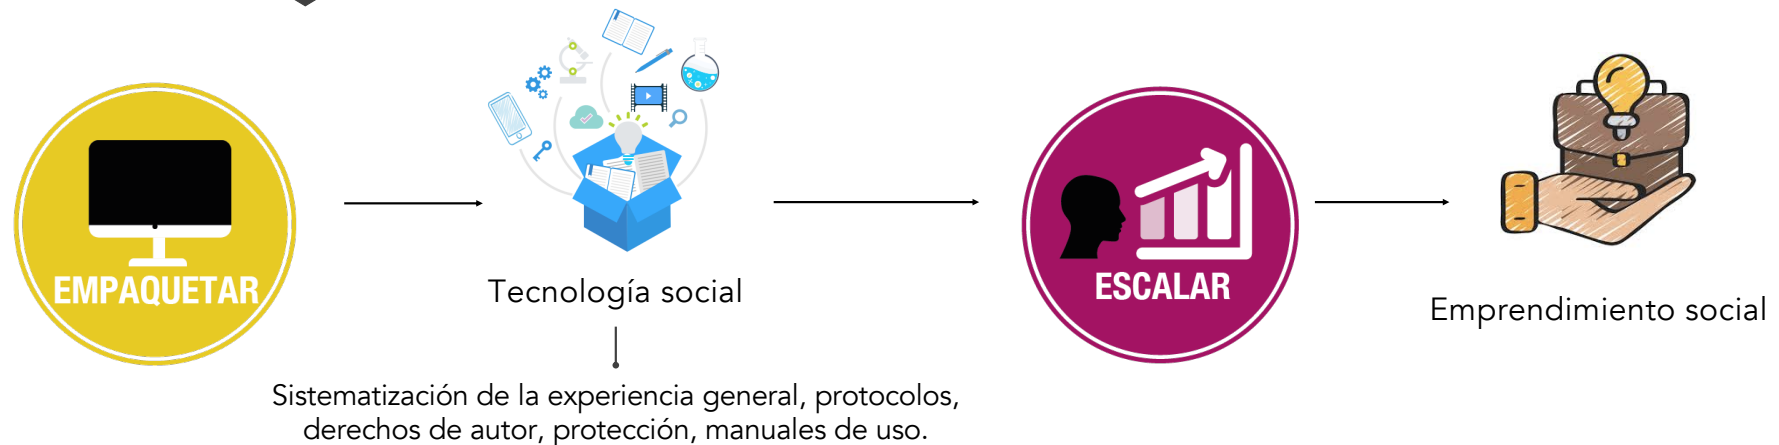 EMPAQUETAR
Tecnología social
Sistematización de la experiencia general, protocolos,
derechos de autor, protección, manuales de uso.
ESCALAR
Emprendimiento social